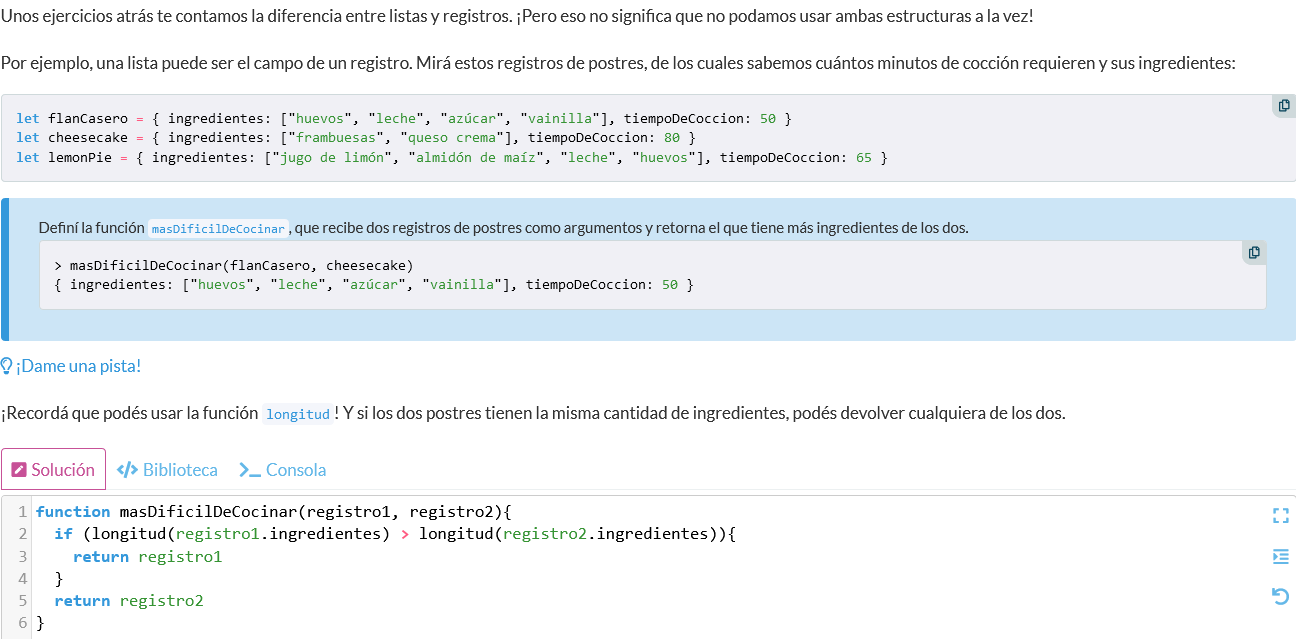 Unos ejercicios atrás te contamos la diferencia entre listas y registros. ¡Pero eso no significa que no podamos usar ambas estructuras a la vez!
Por ejemplo, una lista puede ser el campo de un registro. Mirá estos registros de postres, de los cuales sabemos cuántos minutos de cocción requieren y sus ingredientes:
let flanCasero = { ingredientes: ["huevos", "leche", "azúcar", "vainilla"], tiempoDeCoccion: 50 }
let cheesecake = { ingredientes: ["frambuesas", "queso crema"], tiempoDeCoccion: 80 }
let lemonPie = { ingredientes: ["jugo de limón", "almidón de maíz", "leche", "huevos"], tiempoDeCoccion: 65 }
Definí la función masDificilDeCocinar, que recibe dos registros de postres como argumentos y retorna el que tiene más ingredientes de los dos.
> masDificilDeCocinar(flanCasero, cheesecake)
{ ingredientes: ["huevos", "leche", "azúcar", "vainilla"], tiempoDeCoccion: 50 }
¡Dame una pista!
¡Recordá que podés usar la función longitud! Y si los dos postres tienen la misma cantidad de ingredientes, podés devolver cualquiera de los dos.
Solución </> Biblioteca >_ Consola
1 function masDificilDeCocinar(registro1, registro2){
2 if (longitud(registro1.ingredientes) > longitud(registro2.ingredientes)){
3 return registro1
4 }
5 return registro2
6 }